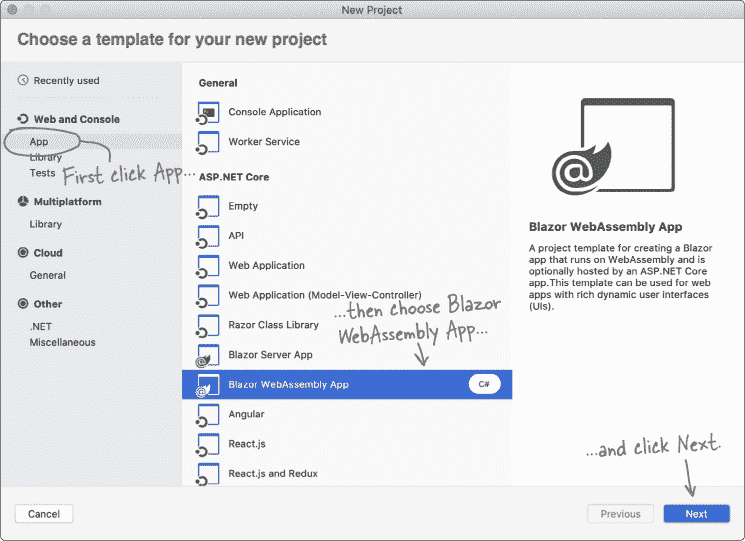 New Project
Choose a template for your new project
Recently used
Web and Console
App
Library
Tests
First click App...
Multiplatform
Library
Cloud
General
Other
.NET
Miscellaneous
General
Console Application
Worker Service
ASP.NET Core
Empty
API
Web Application
Web Application (Model-View-Controller)
Razor Class Library
...then choose Blazor
WebAssembly App...
Blazor Server App
Blazor WebAssembly App
C#
Angular
React.js
React.js and Redux
@
Blazor WebAssembly App
A project template for creating a Blazor
app that runs on WebAssembly and is
optionally hosted by an ASP.NET Core
app.This template can be used for web
apps with rich dynamic user interfaces
(UIs).
...and click Next.
Cancel
Previous
Next